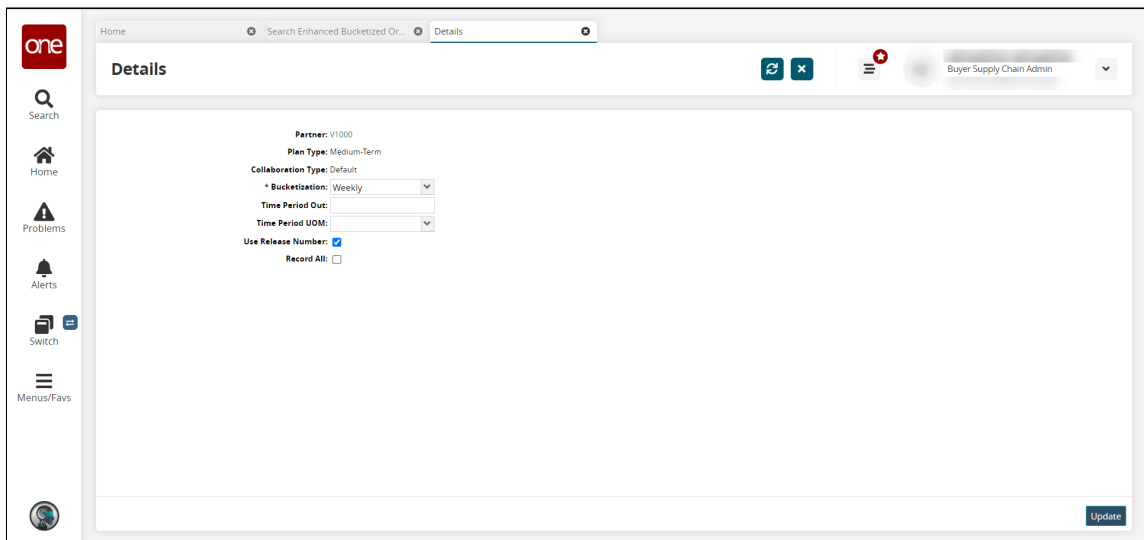 one
Home
Search Enhanced Bucketized Or...
Details
Details
Buyer Supply Chain Admin
Search
Home
Problems
Alerts
Switch
Menus/Favs
Partner: V1000
Plan Type: Medium-Term
Collaboration Type: Default
* Bucketization: Weekly
Time Period Out:
Time Period UOM:
Use Release Number:
Record All:
Update